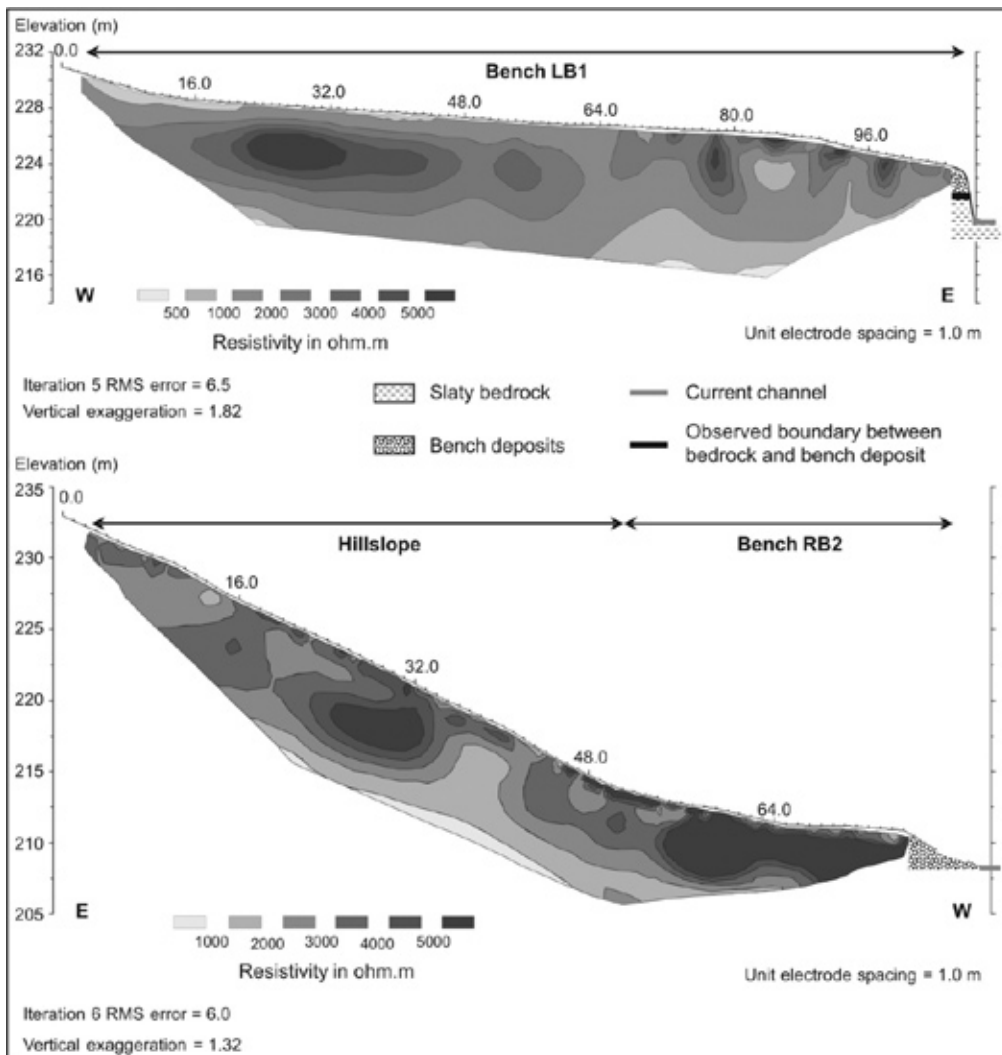 Elevation (m)
232
228
224
220
216
0.0
Bench LB1
16.0
32.0
48.0
64.0
80.0
96.0
W
E
500 1000 2000 3000 4000 5000
Resistivity in ohm.m
Unit electrode spacing = 1.0 m
Iteration 5 RMS error = 6.5
Vertical exaggeration = 1.82
Slaty bedrock
Bench deposits
Current channel
Observed boundary between
bedrock and bench deposit
Elevation (m)
235
230
225
220
215
210
205
0.0
Hillslope
Bench RB2
16.0
32.0
48.0
64.0
E
W
1000 2000 3000 4000 5000
Resistivity in ohm.m
Unit electrode spacing = 1.0 m
Iteration 6 RMS error = 6.0
Vertical exaggeration = 1.32